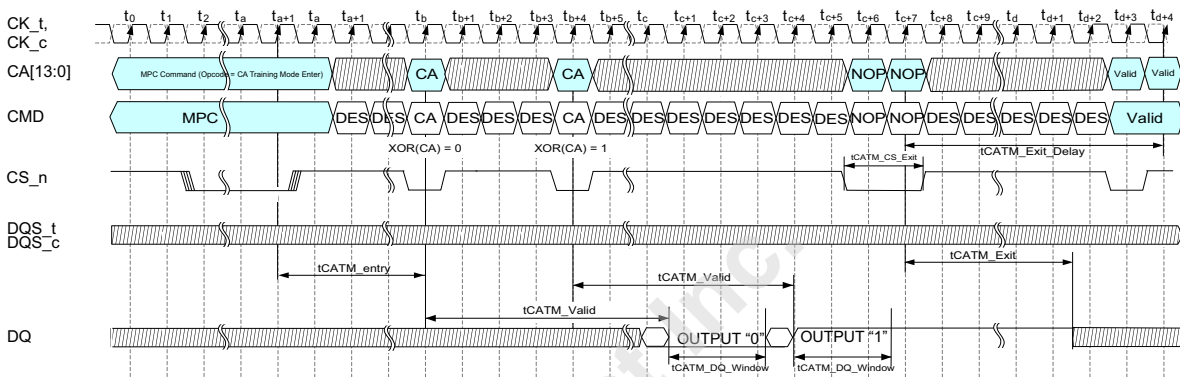 t0 t1 t2 ta ta+1 ta ta+1 tb tb+1 tb+2 tb+3 tb+4 tb+5 tc tc+1 tc+2 tc+3 tc+4 tc+5 tc+6 tc+7 tc+8 tc+9 td td+1 td+2 td+3 td+4
CK_t,
CK_c
CA[13:0] MPC Command (Opcode = CA Training Mode Enter) CA CA NOP NOP Valid Valid
CMD MPC DES DES CA DES DES DES CA DES DES DES DES DES DES DES NOP NOP DES DES DES DES DES Valid
XOR(CA) = 0 XOR(CA) = 1 tCATM_CS_Exit tCATM_Exit_Delay
CS_n
DQS_t
DQS_c
tCATM_entry tCATM_Valid tCATM_Exit
tCATM_Valid
DQ OUTPUT "0" OUTPUT "1"
tCATM_DQ_Window tCATM_DQ_Window
Inc.